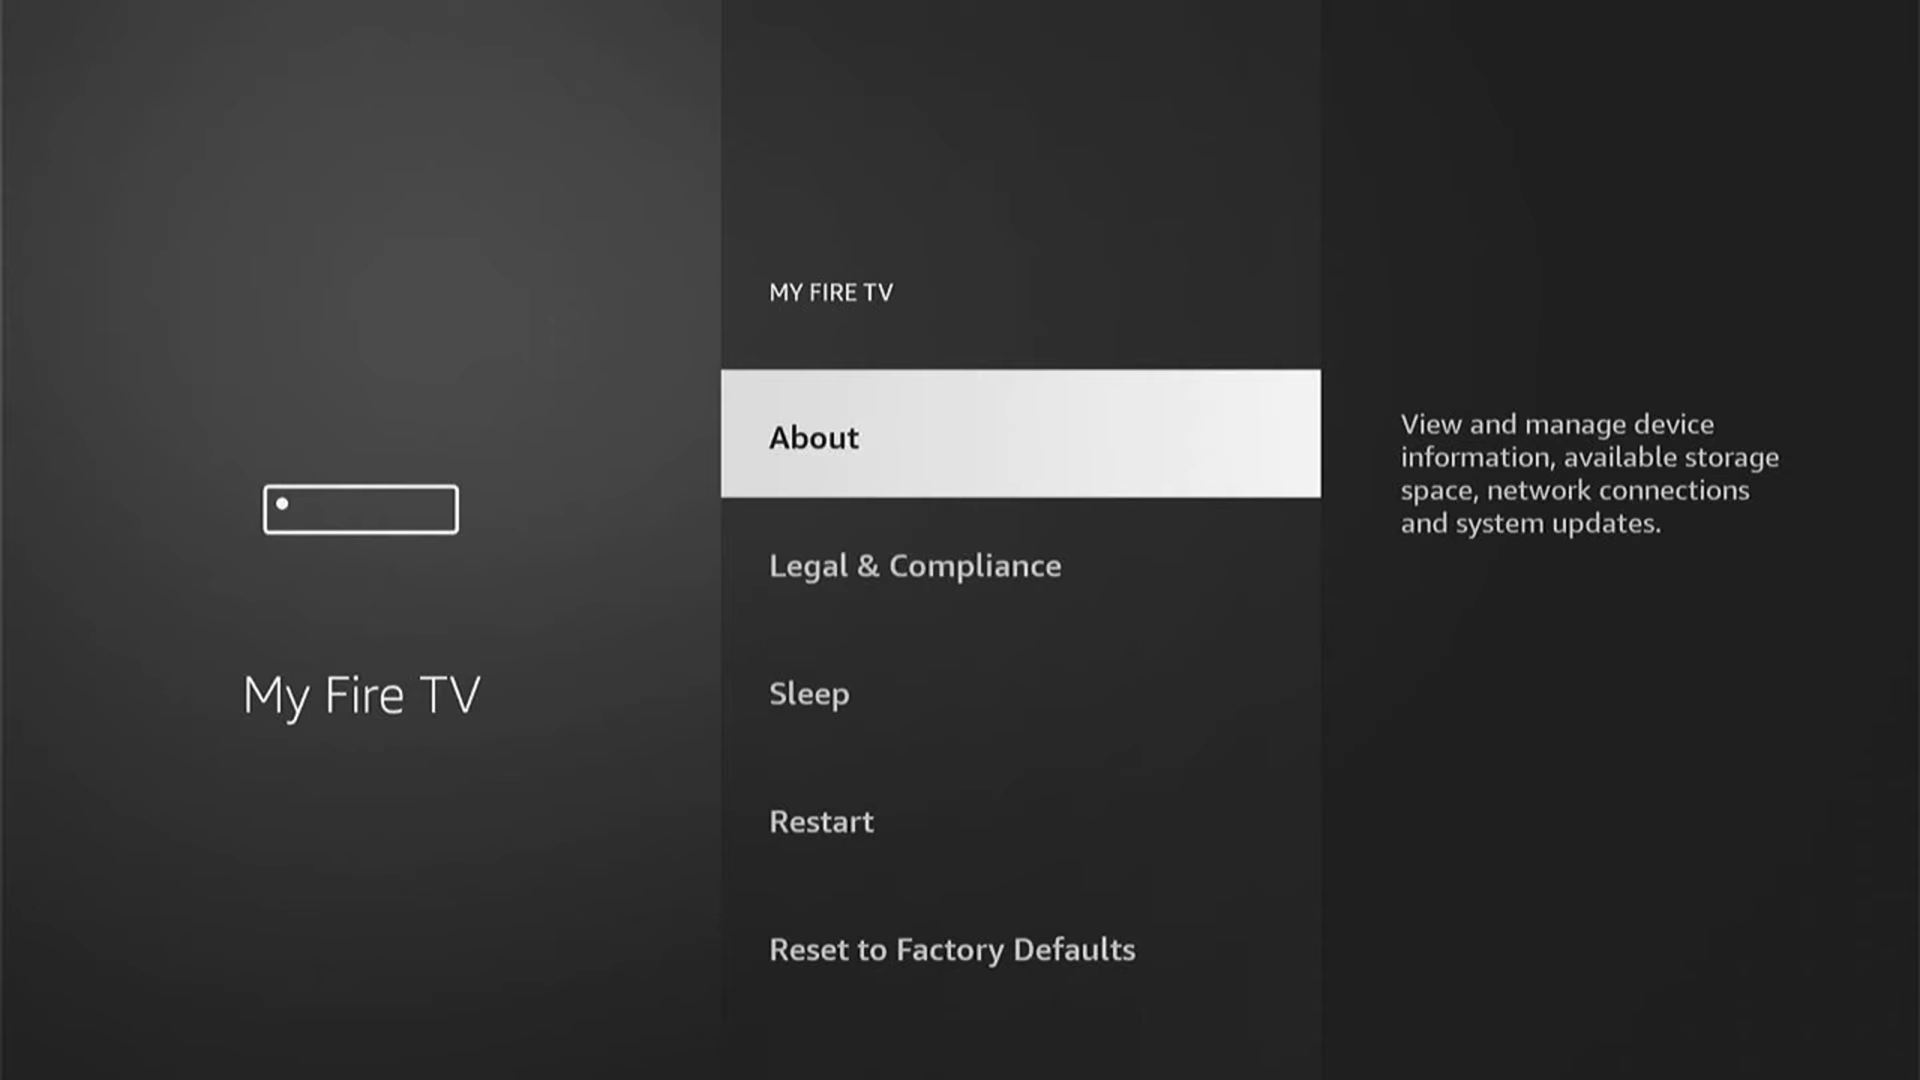 My Fire TV
MY FIRE TV
About
Legal & Compliance
Sleep
Restart
Reset to Factory Defaults
View and manage device
information, available storage
space, network connections
and system updates.